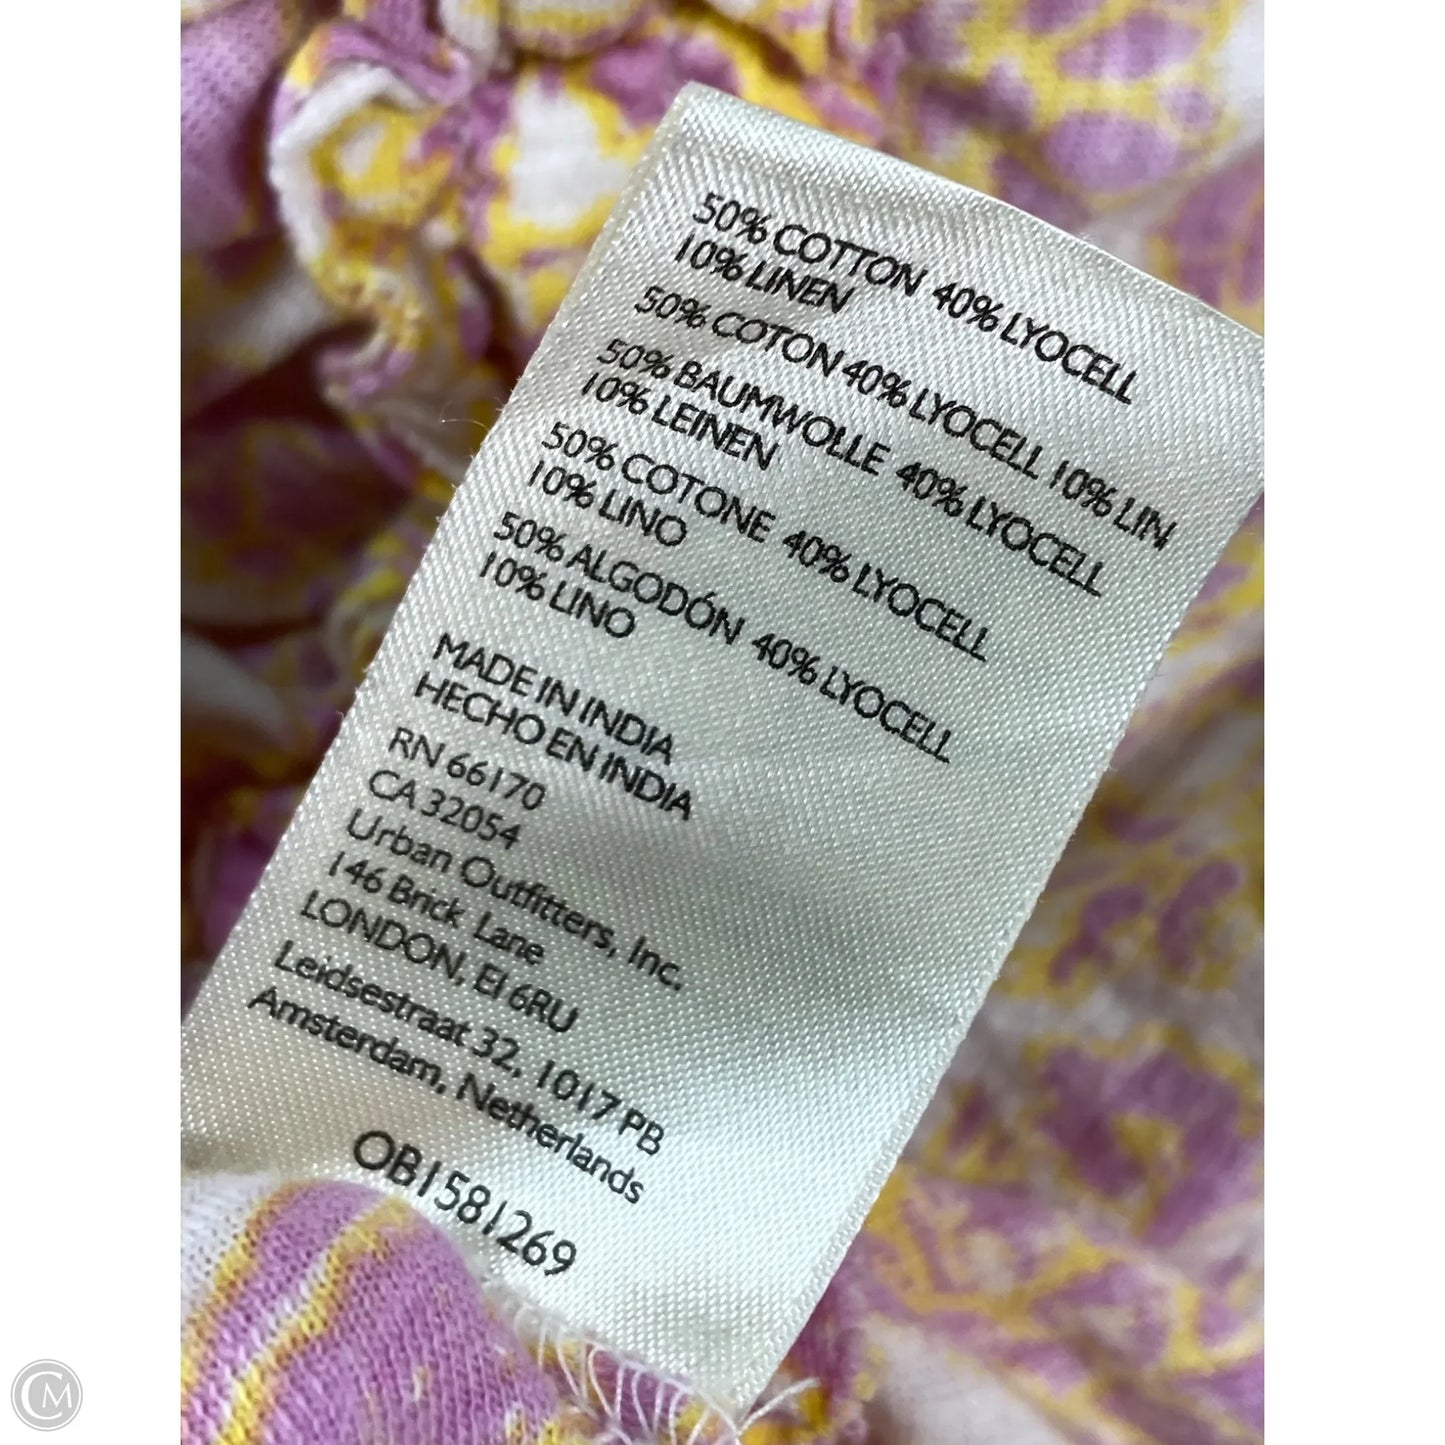 50% COTTON 40% LYOCELL
10% LINEN
50% COTON 40% LYOCELL 10% LIN
50% BAUMWOLLE 40% LYOCELL
10% LEINEN
50% COTONE 40% LYOCELL
10% LINO
50% ALGODÓN 40% LYOCELL
10% LINO
MADE IN INDIA
HECHO EN INDIA
RN 66170
CA 32054
Urban Outfitters, Inc.
146 Brick Lane
LONDON, E1 6RU
Leidsestraat 32, 1017 PB
Amsterdam, Netherlands
OB1581269
CM